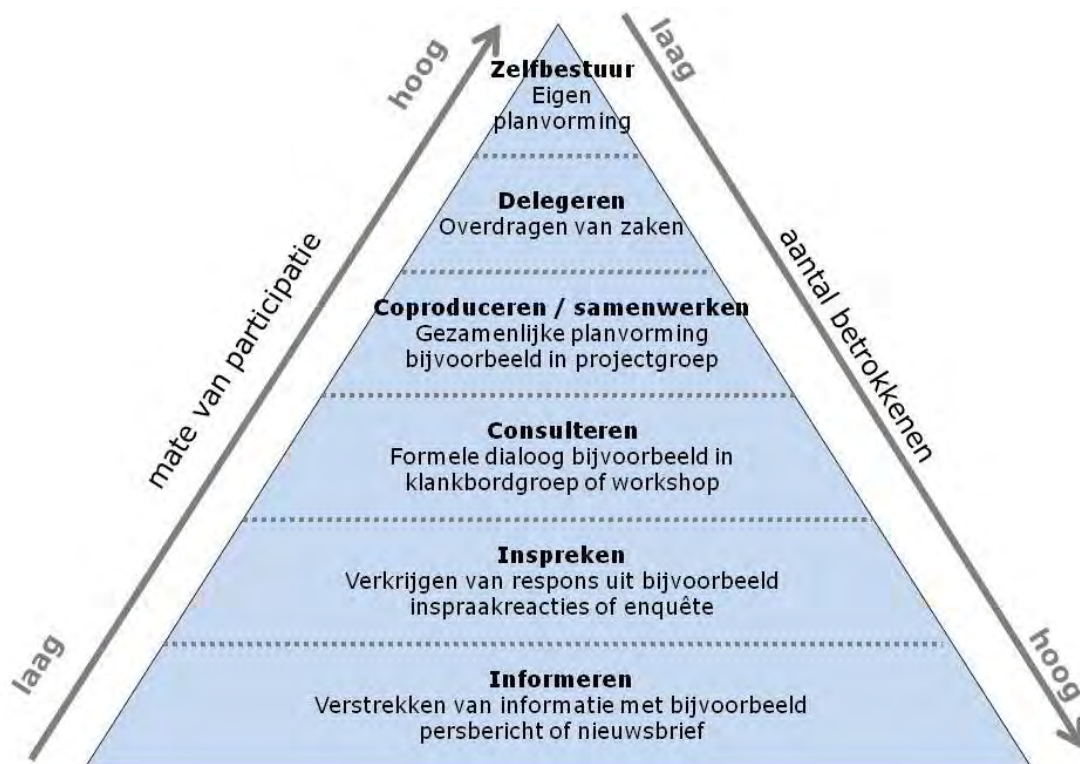 hoog
laag
mate van participatie
laag
aantal betrokkenen
hoog
Zelfbestuur
Eigen
planvorming
Delegeren
Overdragen van zaken
Coproduceren / samenwerken
Gezamenlijke planvorming
bijvoorbeeld in projectgroep
Consulteren
Formele dialoog bijvoorbeeld in
klankbordgroep of workshop
Inspreken
Verkrijgen van respons uit bijvoorbeeld
inspraakreacties of enquête
Informeren
Verstrekken van informatie met bijvoorbeeld
persbericht of nieuwsbrief